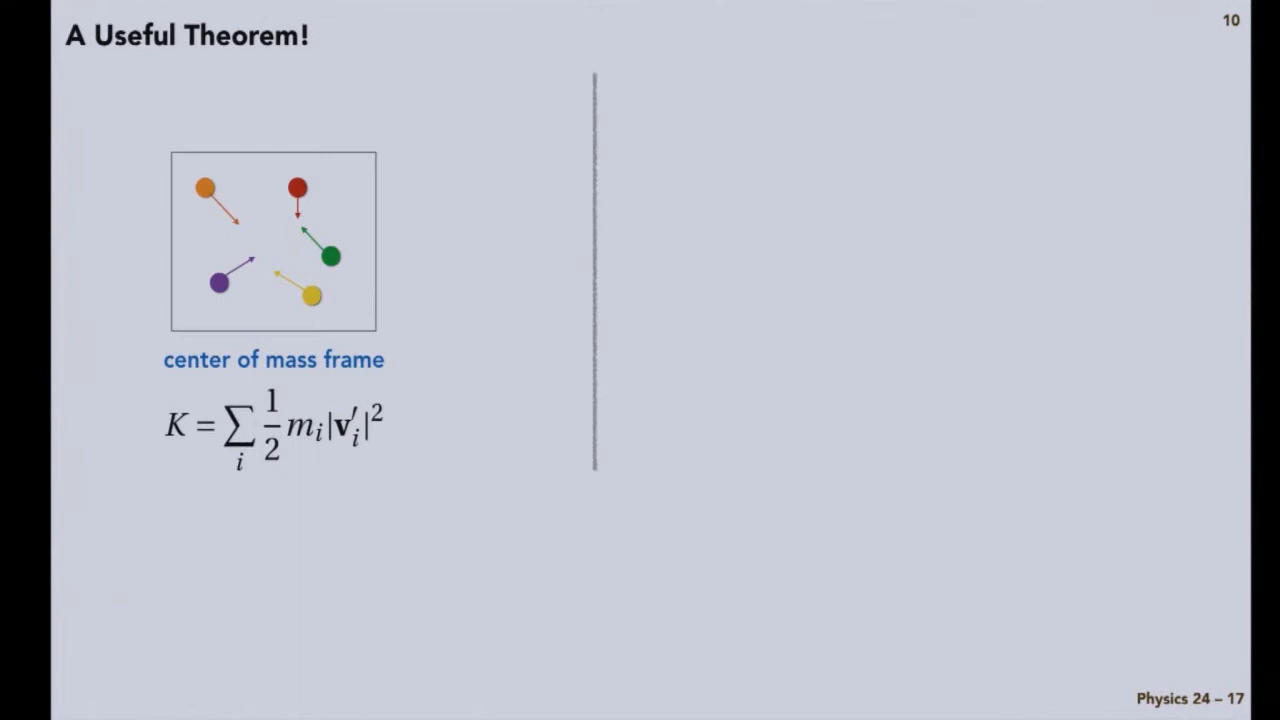 A Useful Theorem!
10
center of mass frame
K = ∑_i 1/2 m_i |v′_i|²
Physics 24 – 17